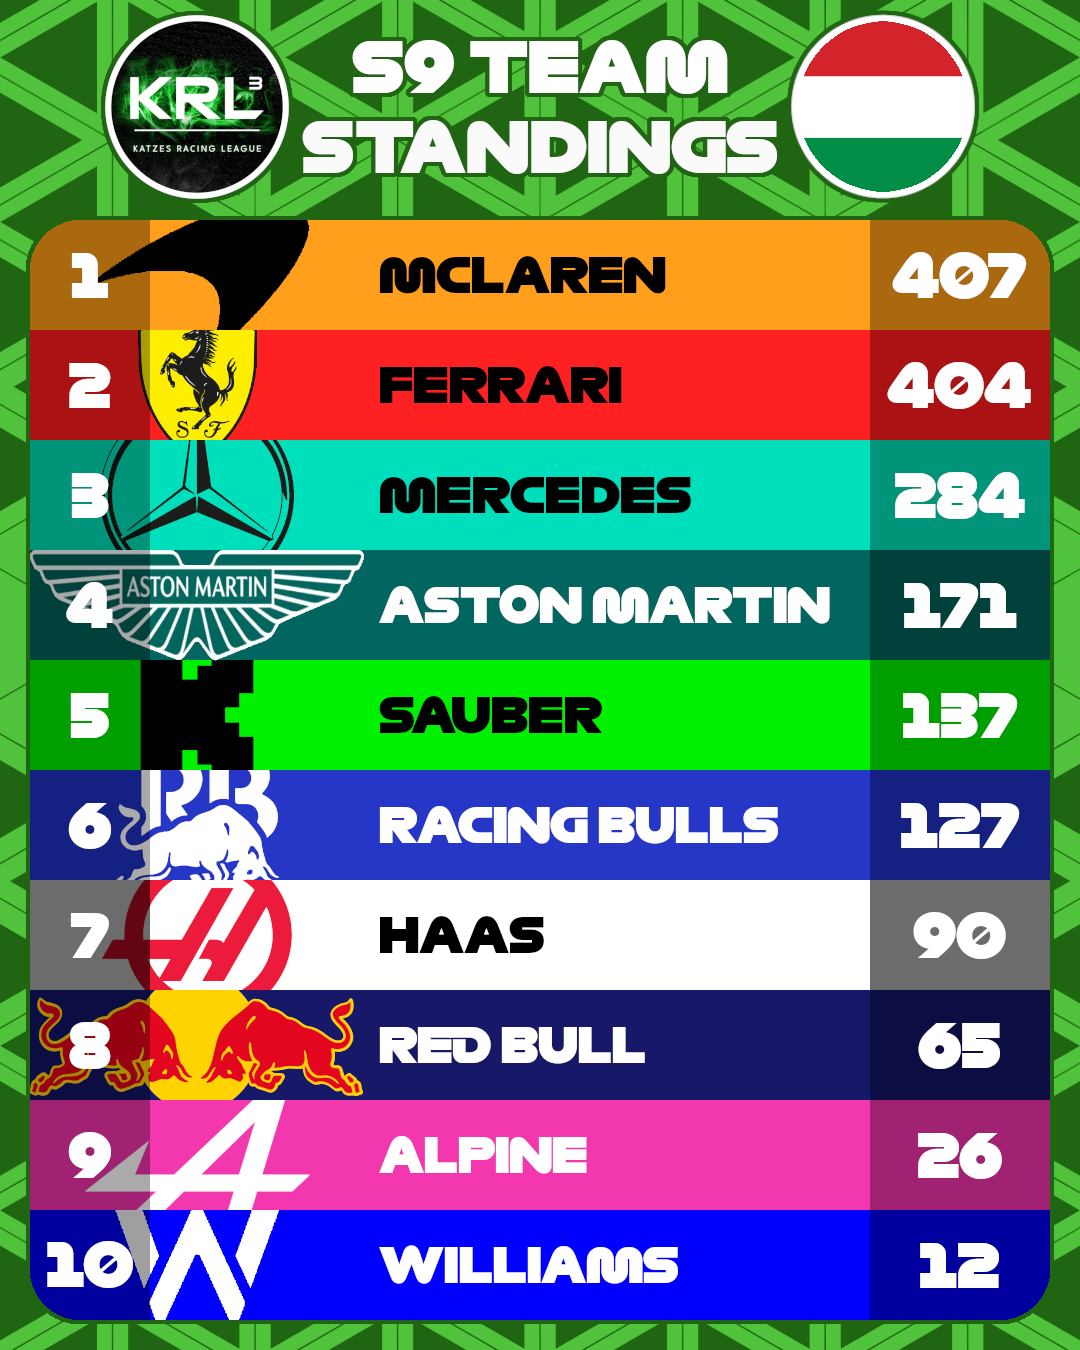 KRL3
KATZES RACING LEAGUE
S9 TEAM
STANDINGS
1 MCLAREN 407
2 S F FERRARI 404
3 MERCEDES 284
4 ASTON MARTIN ASTON MARTIN 171
5 K SAUBER 137
6 RB RACING BULLS 127
7 H HAAS 90
8 RED BULL 65
9 A ALPINE 26
10 W WILLIAMS 12